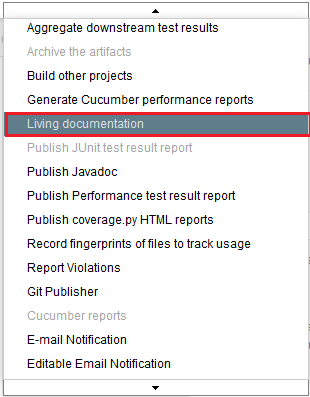 Aggregate downstream test results
Archive the artifacts
Build other projects
Generate Cucumber performance reports
Living documentation
Publish JUnit test result report
Publish Javadoc
Publish Performance test result report
Publish coverage.py HTML reports
Record fingerprints of files to track usage
Report Violations
Git Publisher
Cucumber reports
E-mail Notification
Editable Email Notification